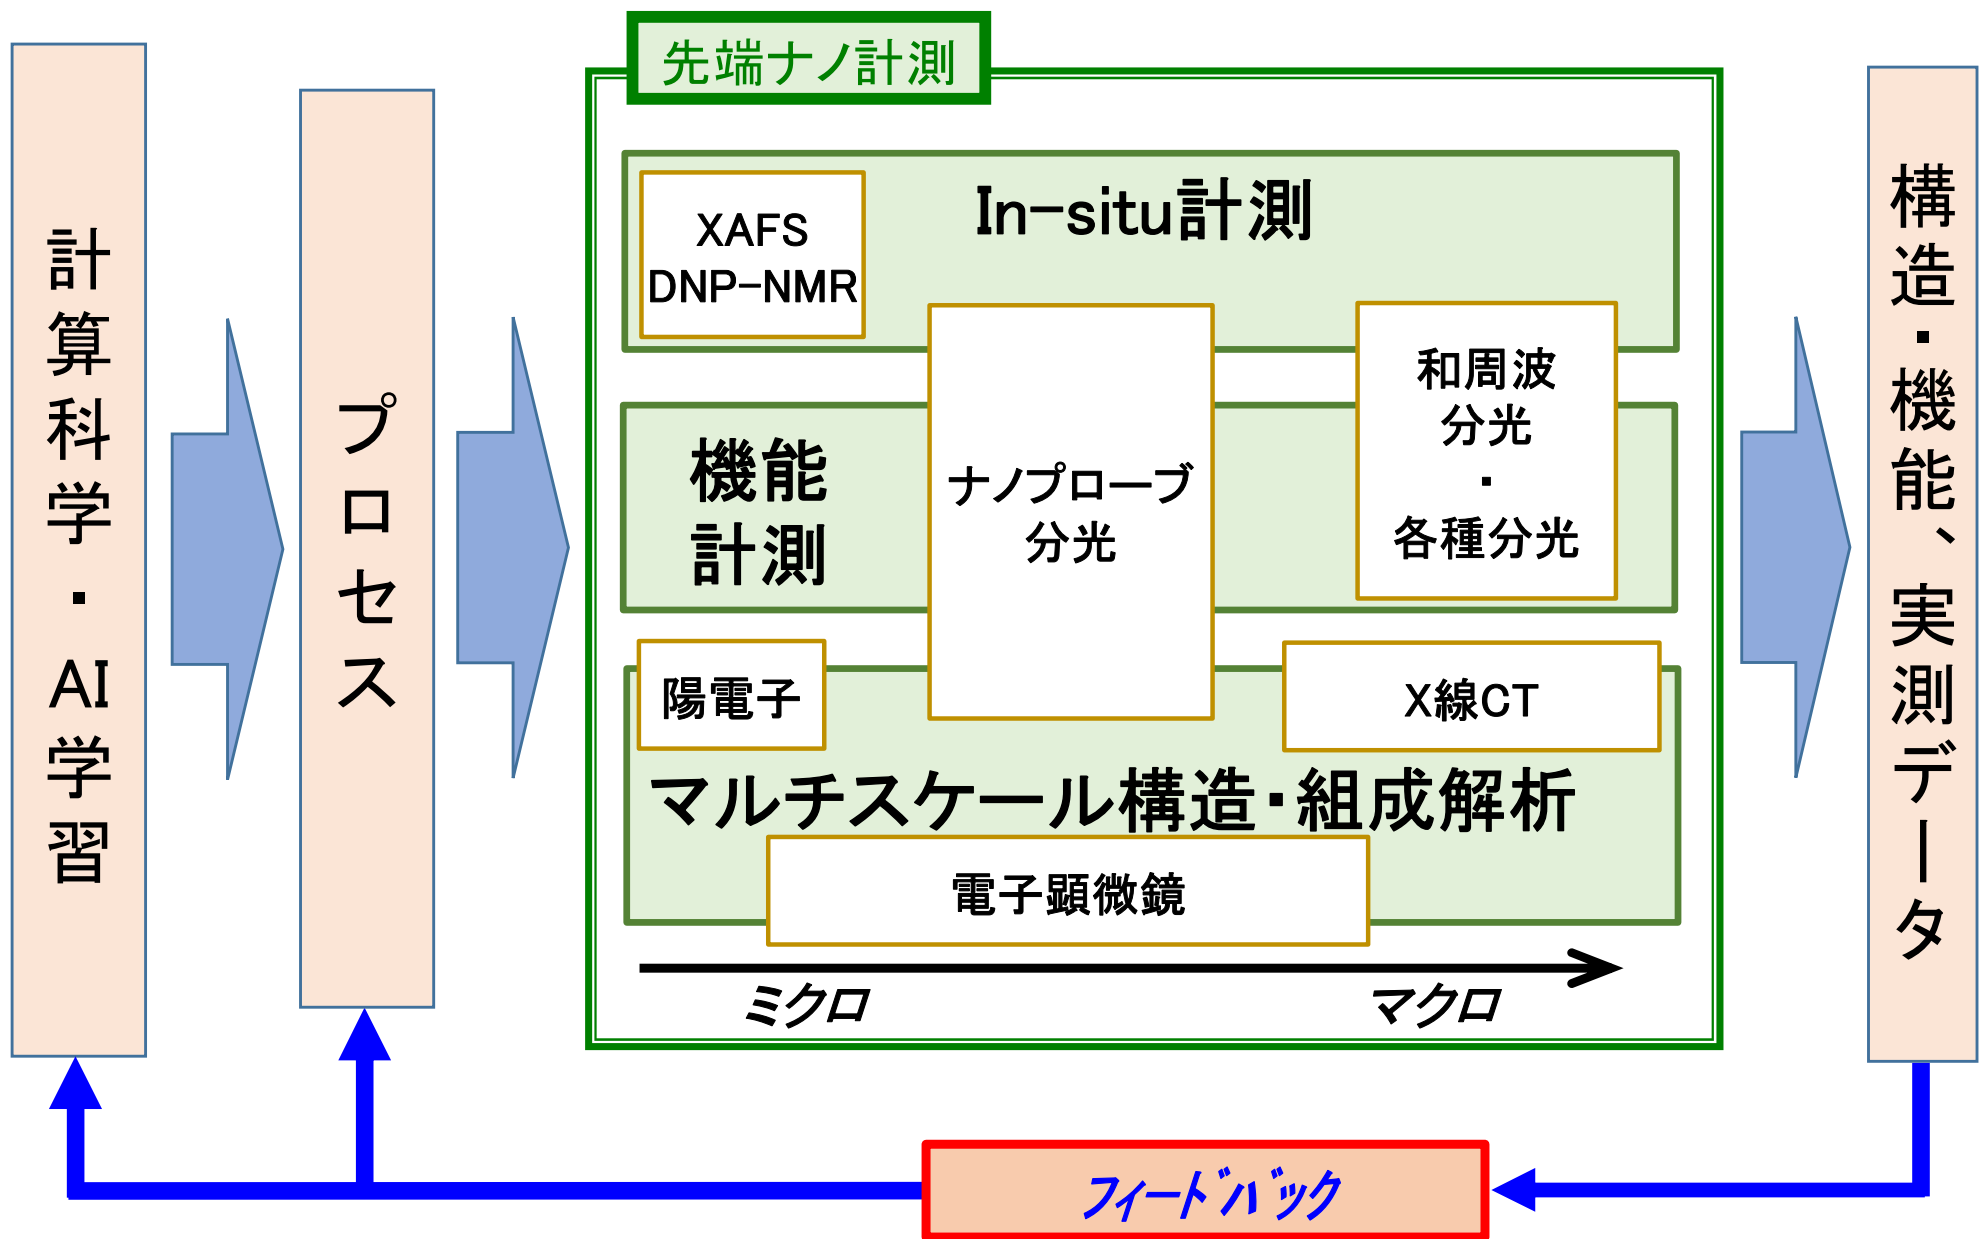 先端ナノ計測
計算科学・AI学習
プロセス
In-situ計測
XAFS
DNP-NMR
機能
計測
ナノプローブ
分光
和周波
分光
・
各種分光
陽電子
X線CT
マルチスケール構造・組成解析
電子顕微鏡
ミクロ
マクロ
構造・機能、実測データ
フィードバック